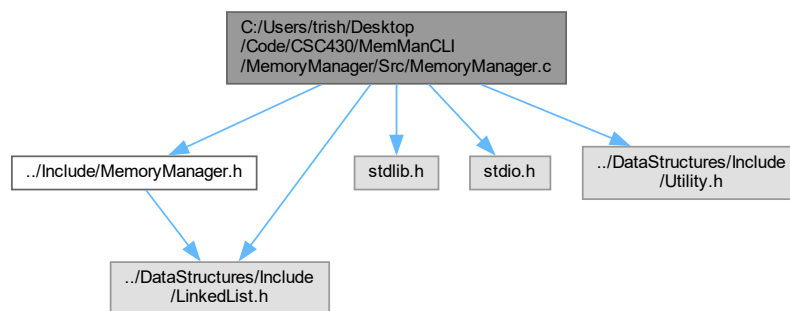 C:/Users/trish/Desktop
/Code/CSC430/MemManCLI
/MemoryManager/Src/MemoryManager.c
../Include/MemoryManager.h
stdlib.h
stdio.h
../DataStructures/Include
/Utility.h
../DataStructures/Include
/LinkedList.h